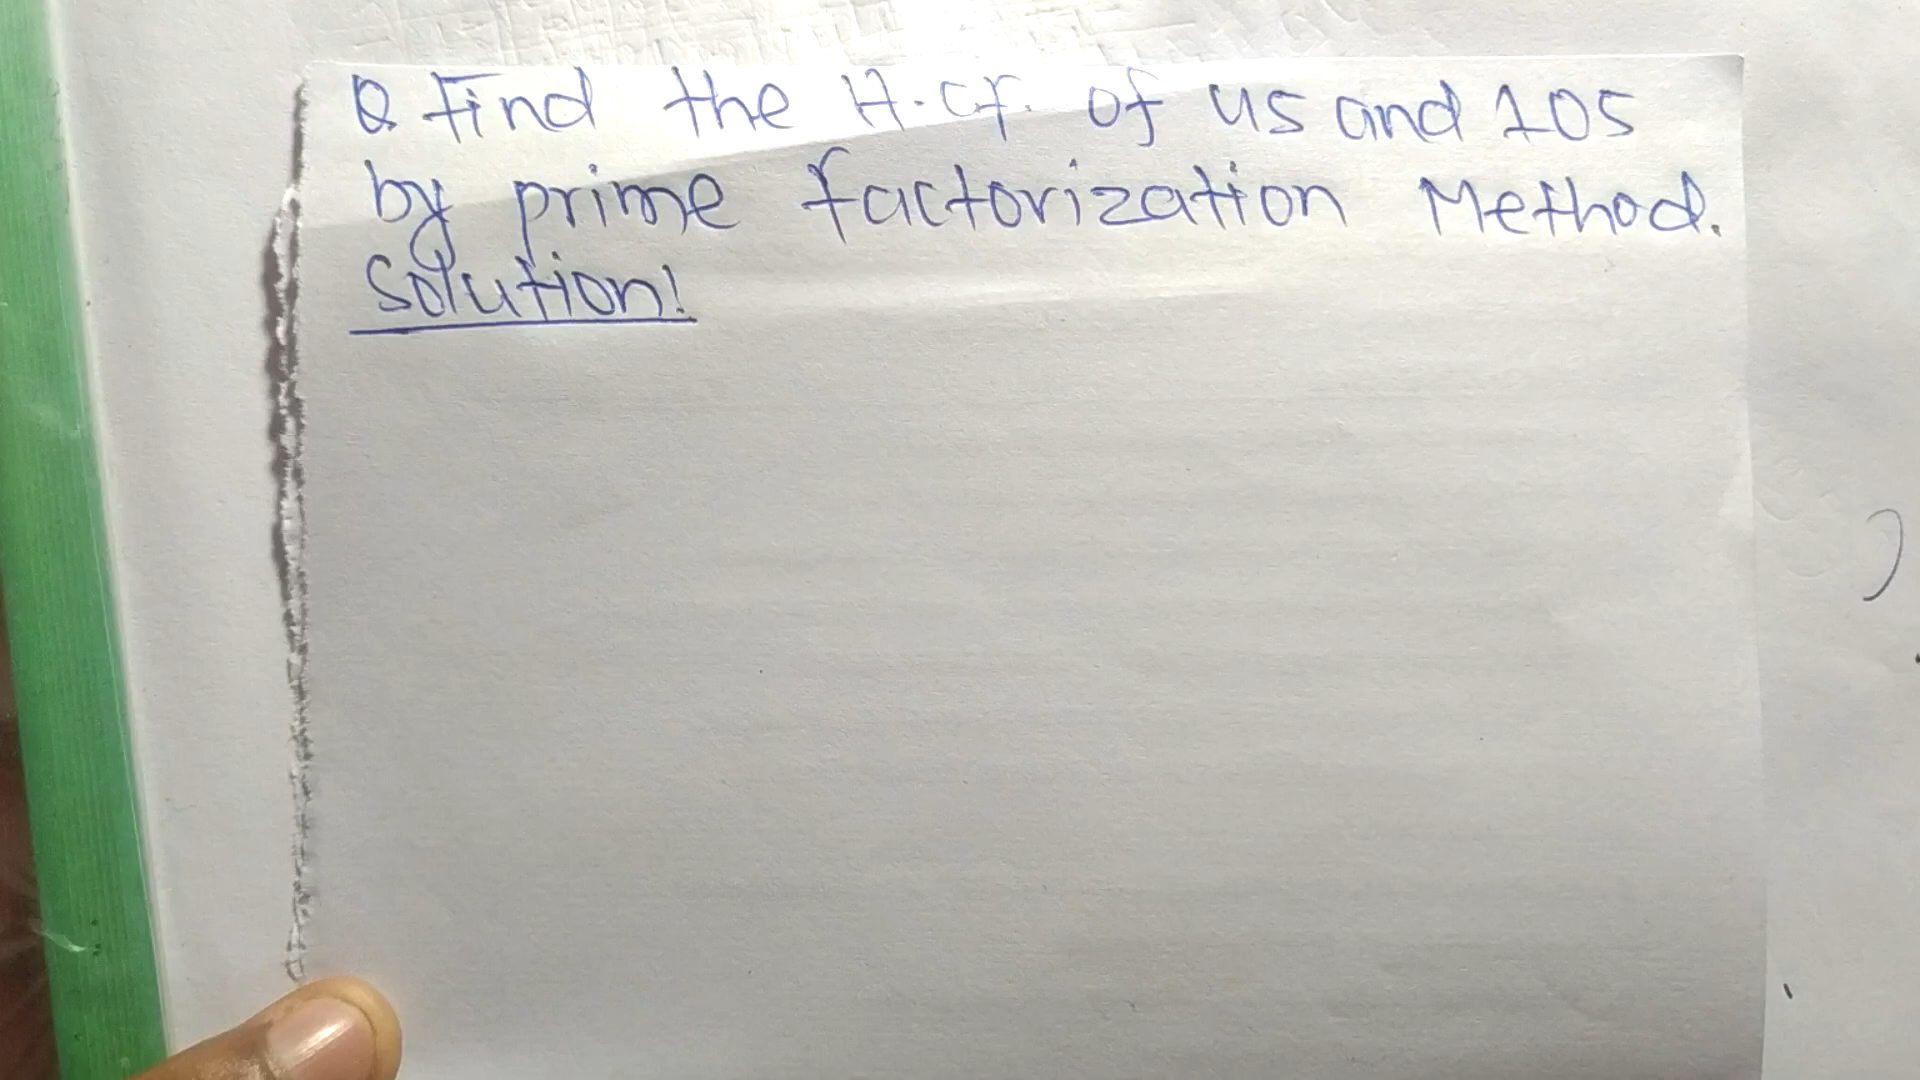 Q Find the H.C.F. of 45 and 105
by prime factorization Method.
Solution!